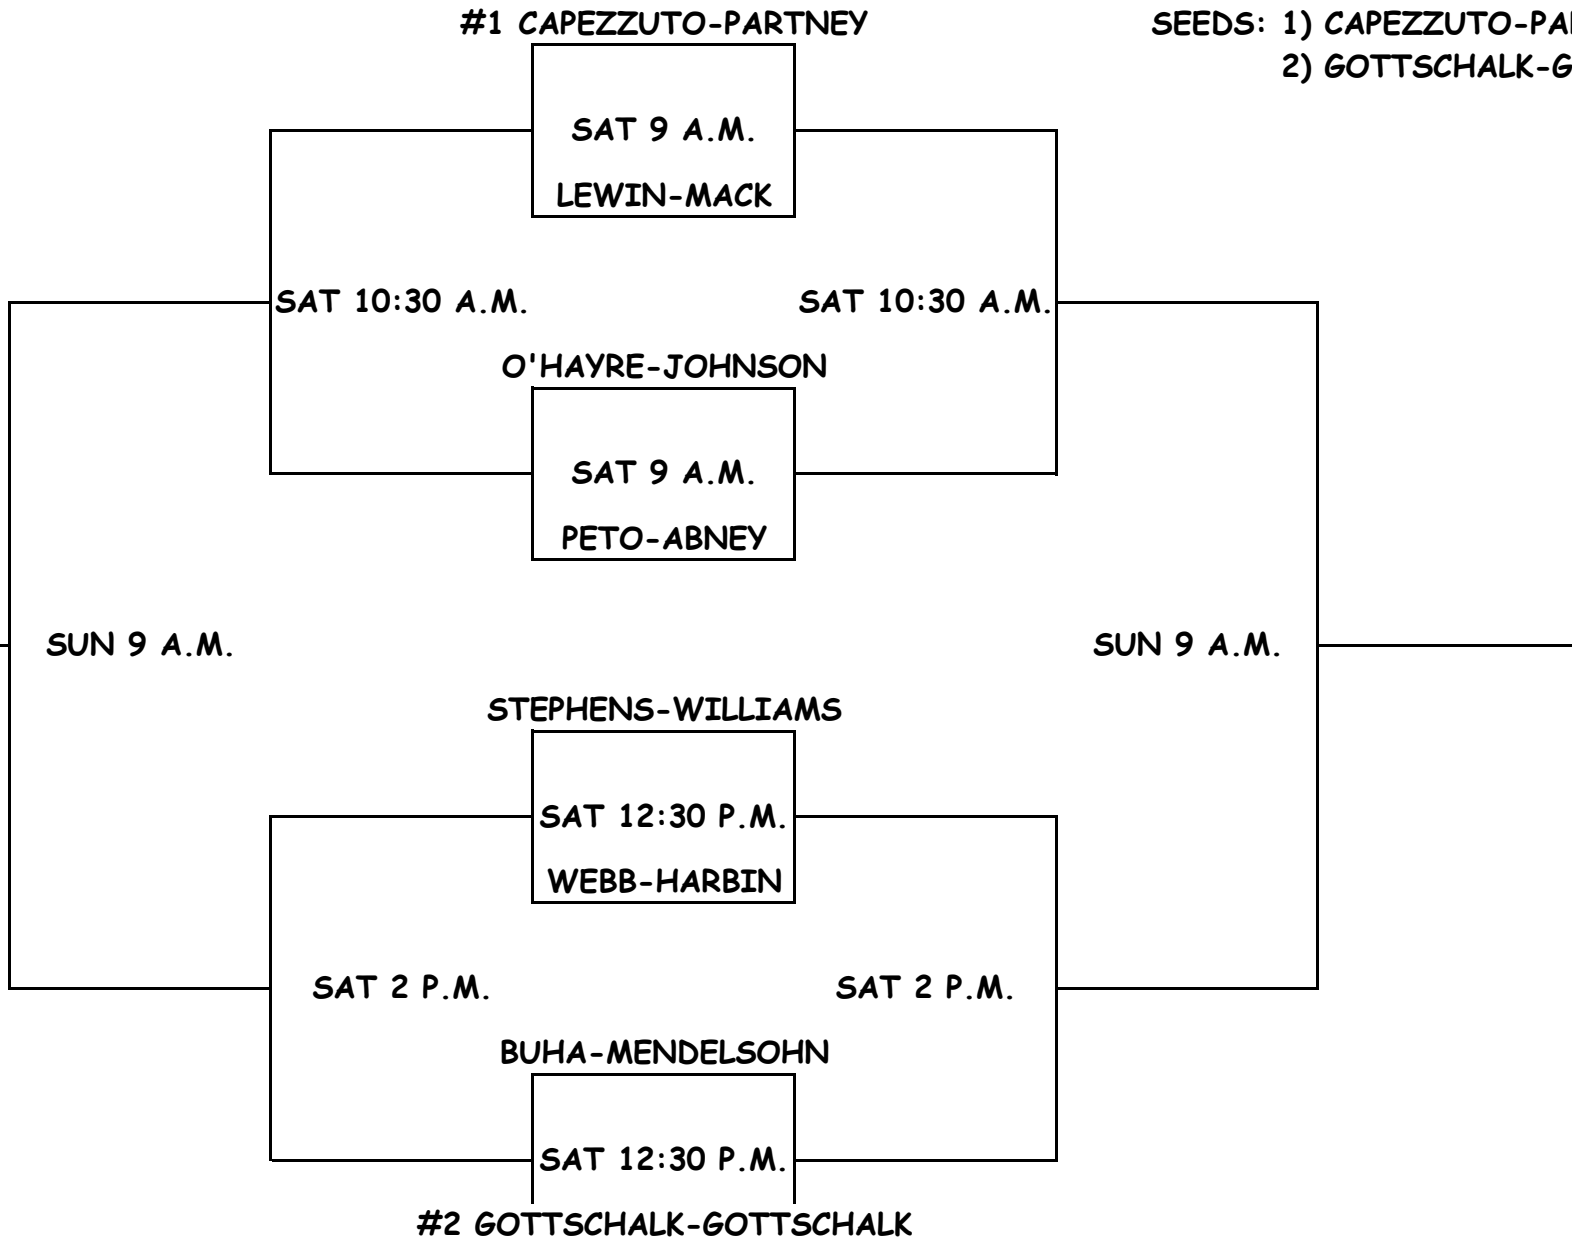 #1 CAPEZZUTO-PARTNEY
SEEDS: 1) CAPEZZUTO-PA
2) GOTTSCHALK-G
SAT 9 A.M.
LEWIN-MACK
SAT 10:30 A.M.
SAT 10:30 A.M.
O'HAYRE-JOHNSON
SAT 9 A.M.
PETO-ABNEY
SUN 9 A.M.
SUN 9 A.M.
STEPHENS-WILLIAMS
SAT 12:30 P.M.
WEBB-HARBIN
SAT 2 P.M.
SAT 2 P.M.
BUHA-MENDELSOHN
SAT 12:30 P.M.
#2 GOTTSCHALK-GOTTSCHALK